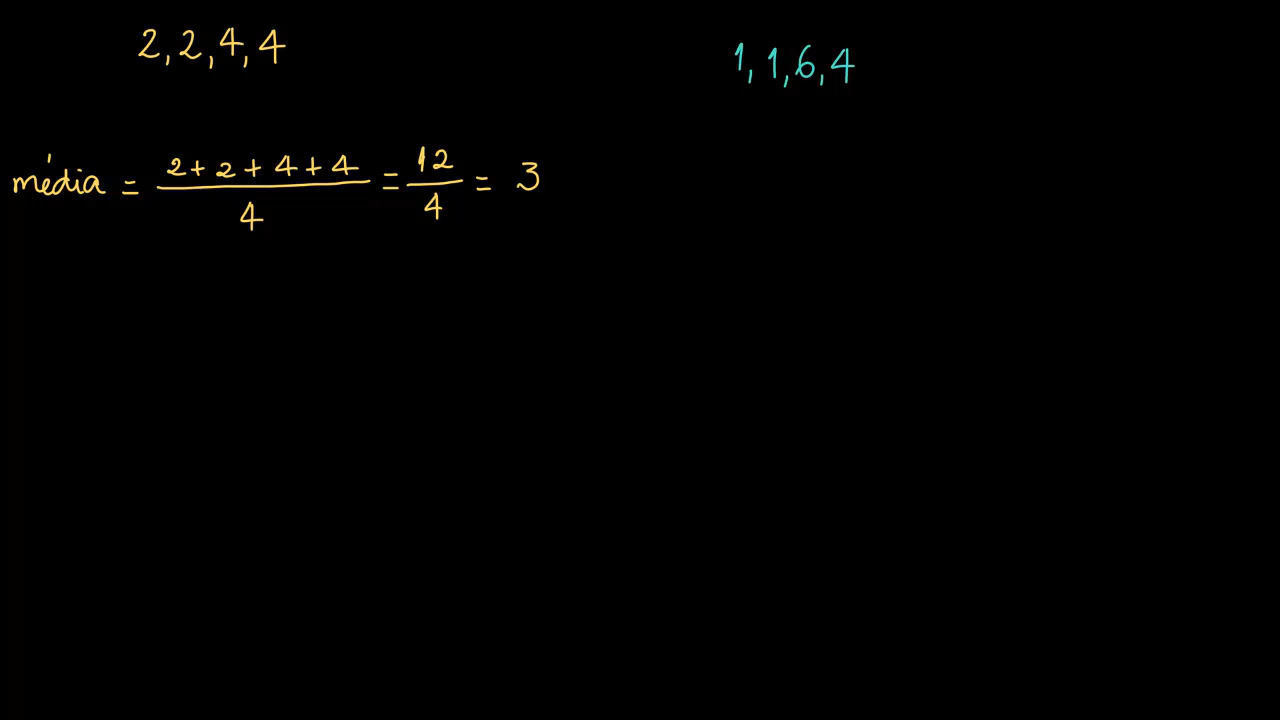 2, 2, 4, 4
1, 1, 6, 4
média = (2 + 2 + 4 + 4)/4 = 12/4 = 3